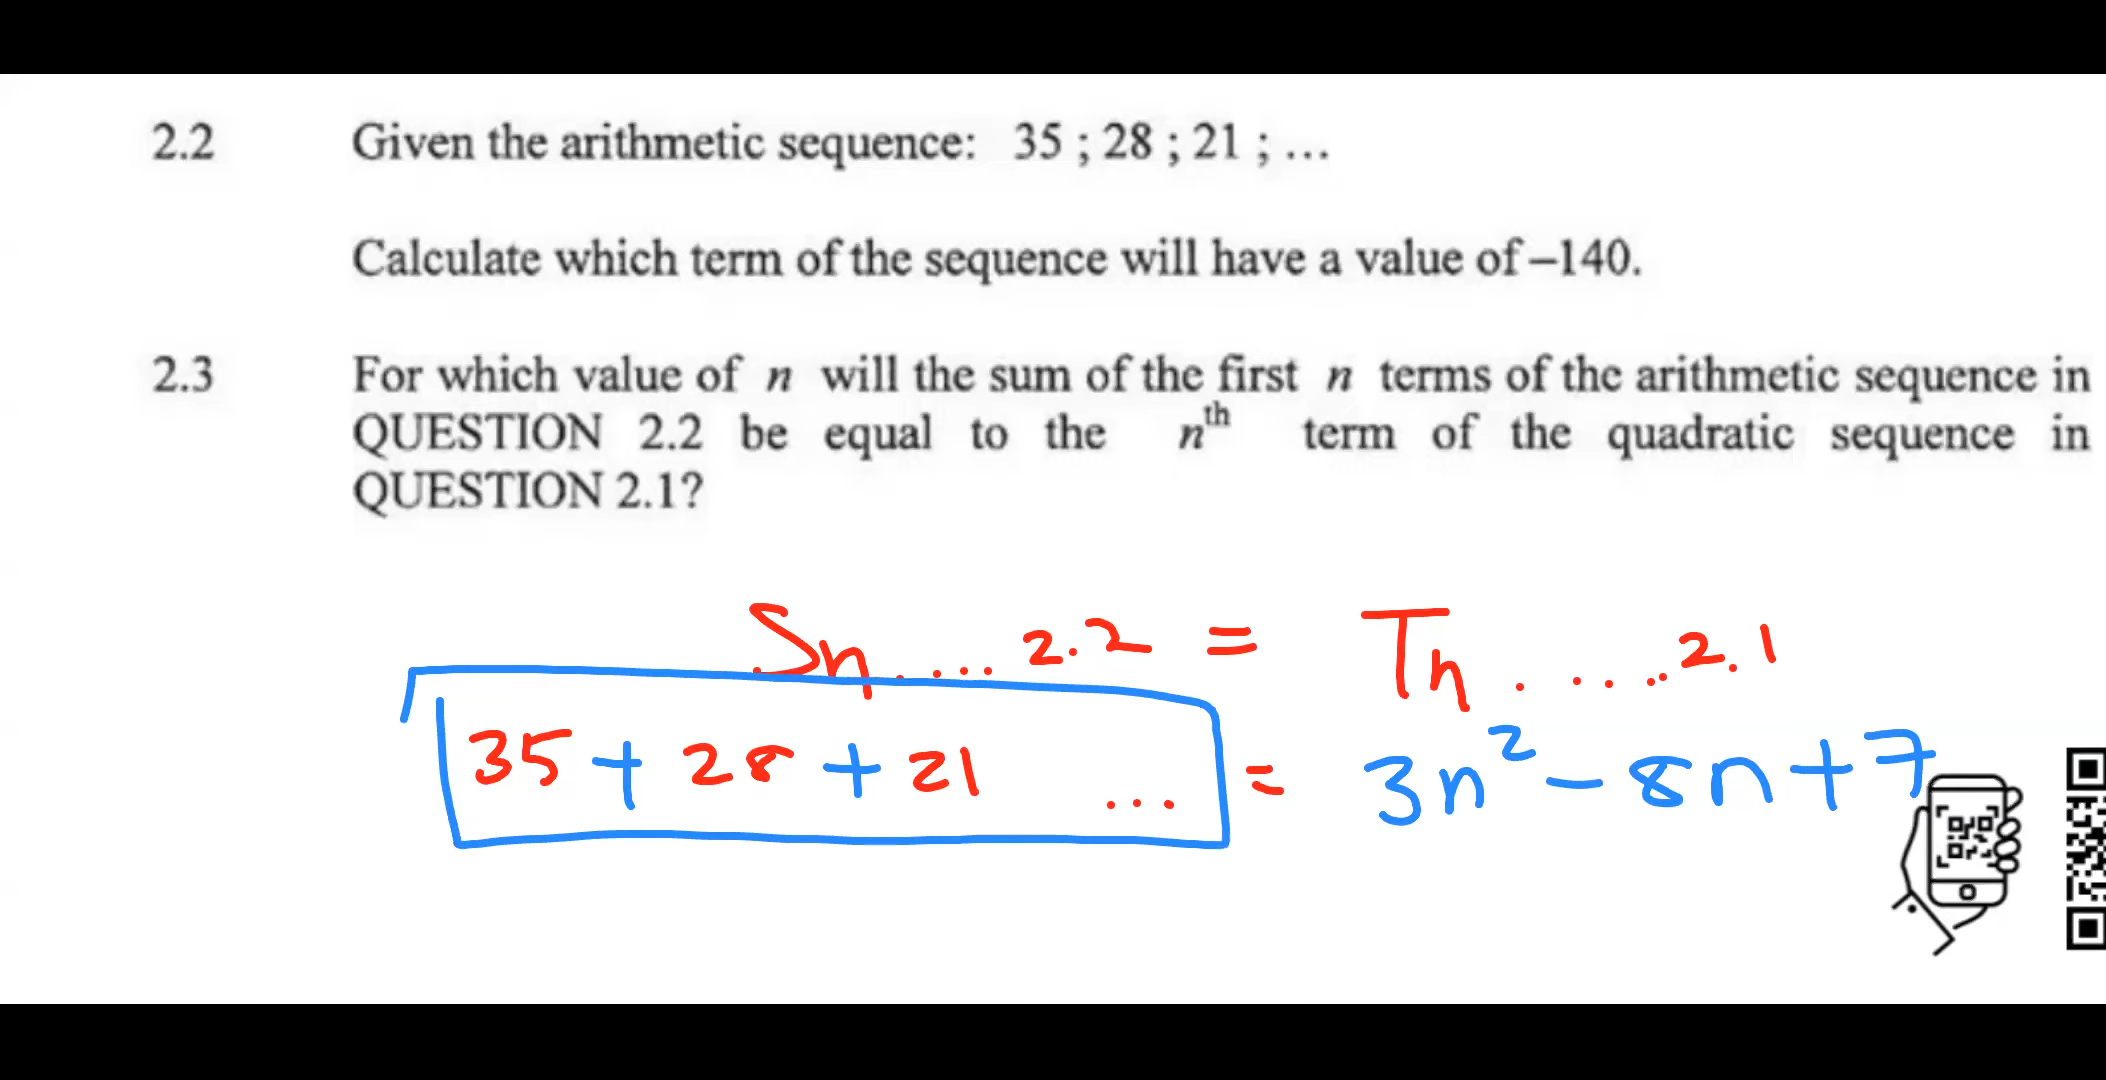 2.2 Given the arithmetic sequence: 35 ; 28 ; 21 ; ...
Calculate which term of the sequence will have a value of –140.
2.3 For which value of n will the sum of the first n terms of the arithmetic sequence in
QUESTION 2.2 be equal to the nth term of the quadratic sequence in
QUESTION 2.1?
Sn .... 2.2 = Tn ..... 2.1
35 + 28 + 21 ... = 3n² - 8n + 7